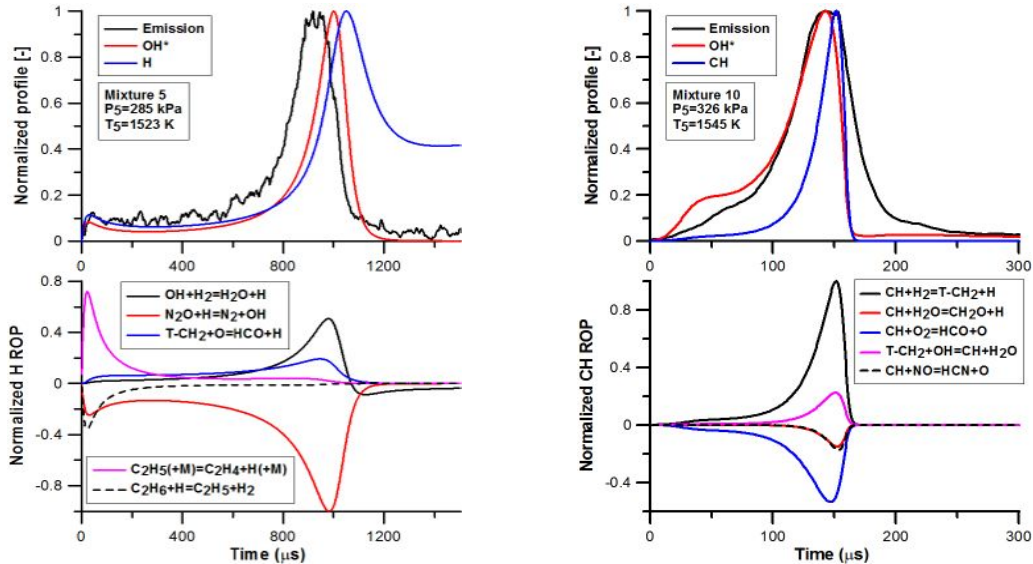 Normalized profile [-]
1
0.8
0.6
0.4
0.2
0
Emission
OH*
H
Mixture 5
P5=285 kPa
T5=1523 K
0 400 800 1200
Normalized profile [-]
1
0.8
0.6
0.4
0.2
0
Emission
OH*
CH
Mixture 10
P5=326 kPa
T5=1545 K
0 100 200 300
Normalized H ROP
0.8
0.4
0
-0.4
-0.8
OH+H2=H2O+H
N2O+H=N2+OH
T-CH2+O=HCO+H
C2H5(+M)=C2H4+H(+M)
C2H6+H=C2H5+H2
0 400 800 1200
Time (μs)
Normalized CH ROP
0.8
0.4
0
-0.4
CH+H2=T-CH2+H
CH+H2O=CH2O+H
CH+O2=HCO+O
T-CH2+OH=CH+H2O
CH+NO=HCN+O
0 100 200 300
Time (μs)